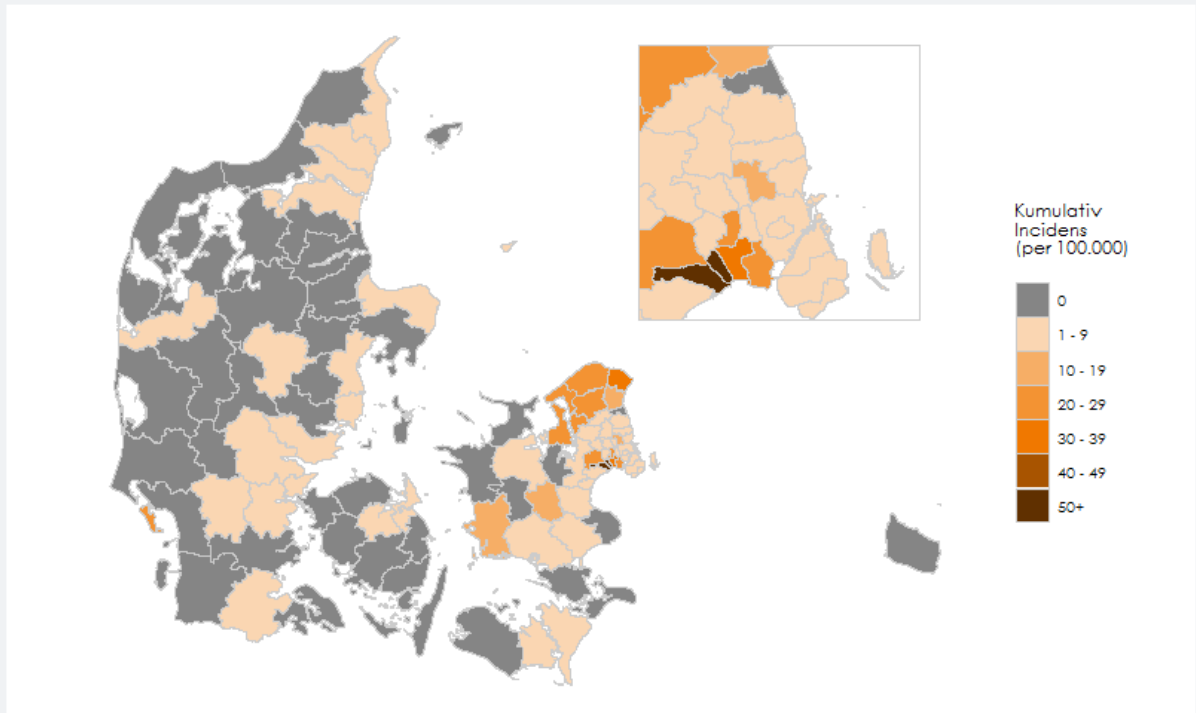 Kumulativ
Incidens
(per 100.000)
0
1 - 9
10 - 19
20 - 29
30 - 39
40 - 49
50+